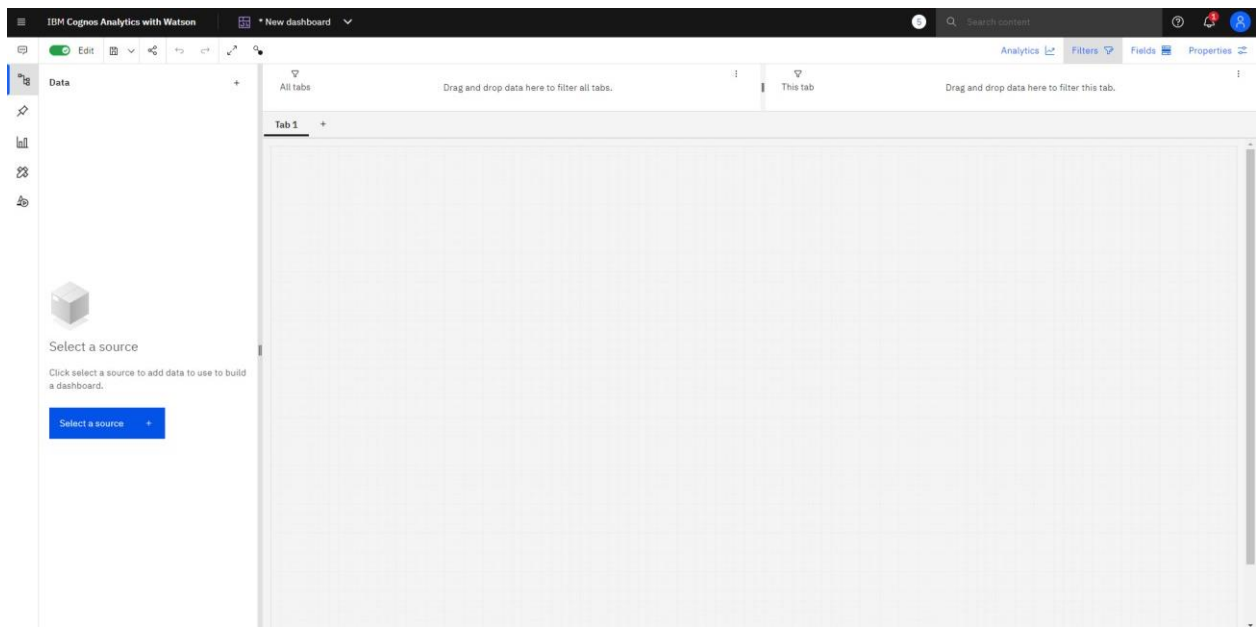 IBM Cognos Analytics with Watson
* New dashboard
5
Search content
1
Edit
Analytics
Filters
Fields
Properties
Data
All tabs
Drag and drop data here to filter all tabs.
This tab
Drag and drop data here to filter this tab.
Tab 1
Select a source
Click select a source to add data to use to build
a dashboard.
Select a source